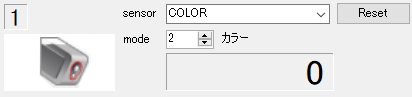 1
sensor COLOR Reset
mode 2 カラー
0